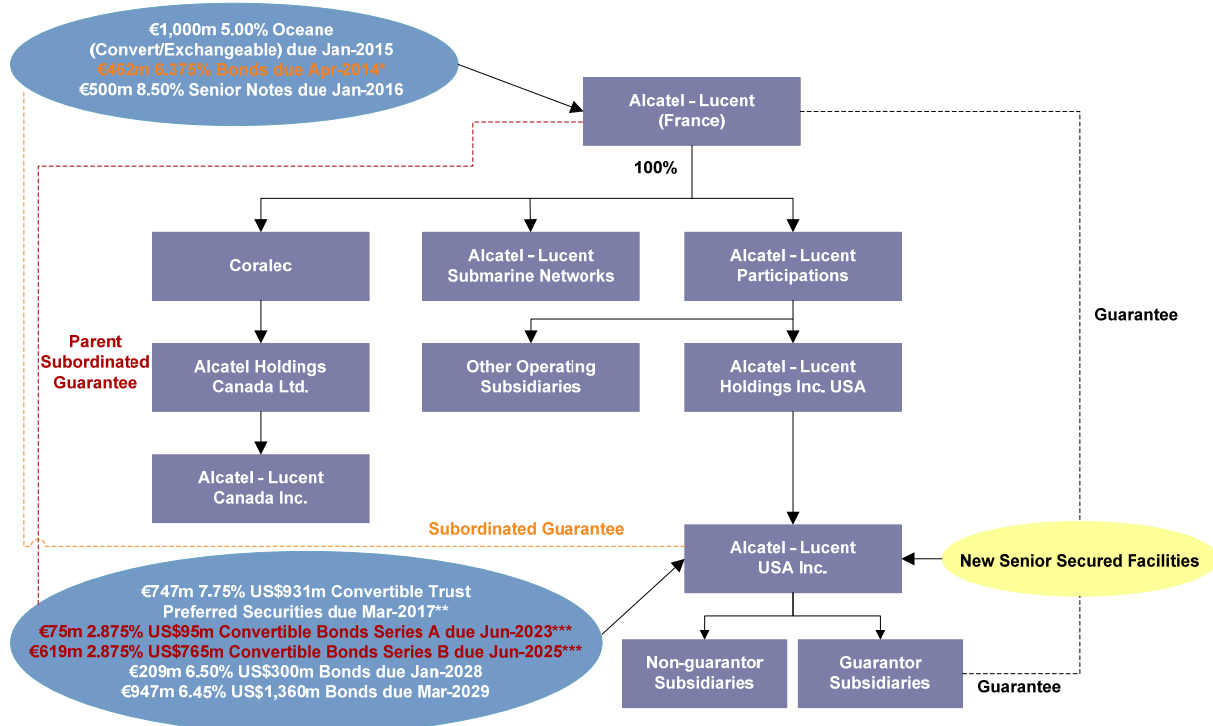 €1,000m 5.00% Oceane
(Convert/Exchangeable) due Jan-2015
€462m 6.375% Bonds due Apr-2014*
€500m 8.50% Senior Notes due Jan-2016
Alcatel - Lucent
(France)
100%
Coralec
Alcatel - Lucent
Submarine Networks
Alcatel - Lucent
Participations
Guarantee
Parent
Subordinated
Guarantee
Alcatel Holdings
Canada Ltd.
Other Operating
Subsidiaries
Alcatel - Lucent
Holdings Inc. USA
Alcatel - Lucent
Canada Inc.
Subordinated Guarantee
Alcatel - Lucent
USA Inc.
New Senior Secured Facilities
€747m 7.75% US$931m Convertible Trust
Preferred Securities due Mar-2017**
€75m 2.875% US$95m Convertible Bonds Series A due Jun-2023***
€619m 2.875% US$765m Convertible Bonds Series B due Jun-2025***
€209m 6.50% US$300m Bonds due Jan-2028
€947m 6.45% US$1,360m Bonds due Mar-2029
Non-guarantor
Subsidiaries
Guarantor
Subsidiaries
Guarantee